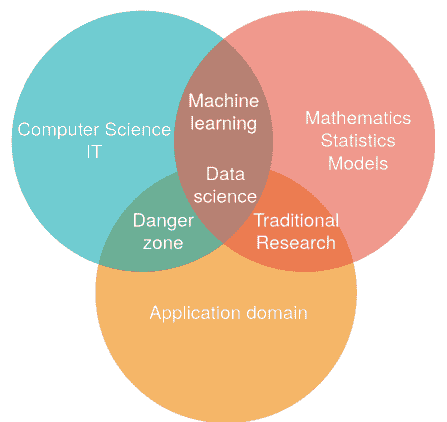 Machine
learning
Computer Science
IT
Mathematics
Statistics
Models
Data
science
Danger
zone
Traditional
Research
Application domain